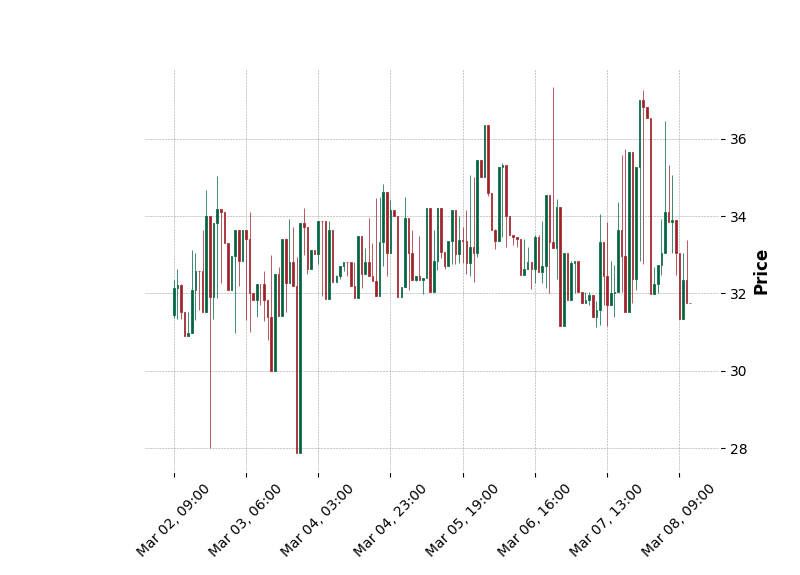 36
34
32
30
28
Price
Mar 02, 09:00
Mar 03, 06:00
Mar 04, 03:00
Mar 04, 23:00
Mar 05, 19:00
Mar 06, 16:00
Mar 07, 13:00
Mar 08, 09:00